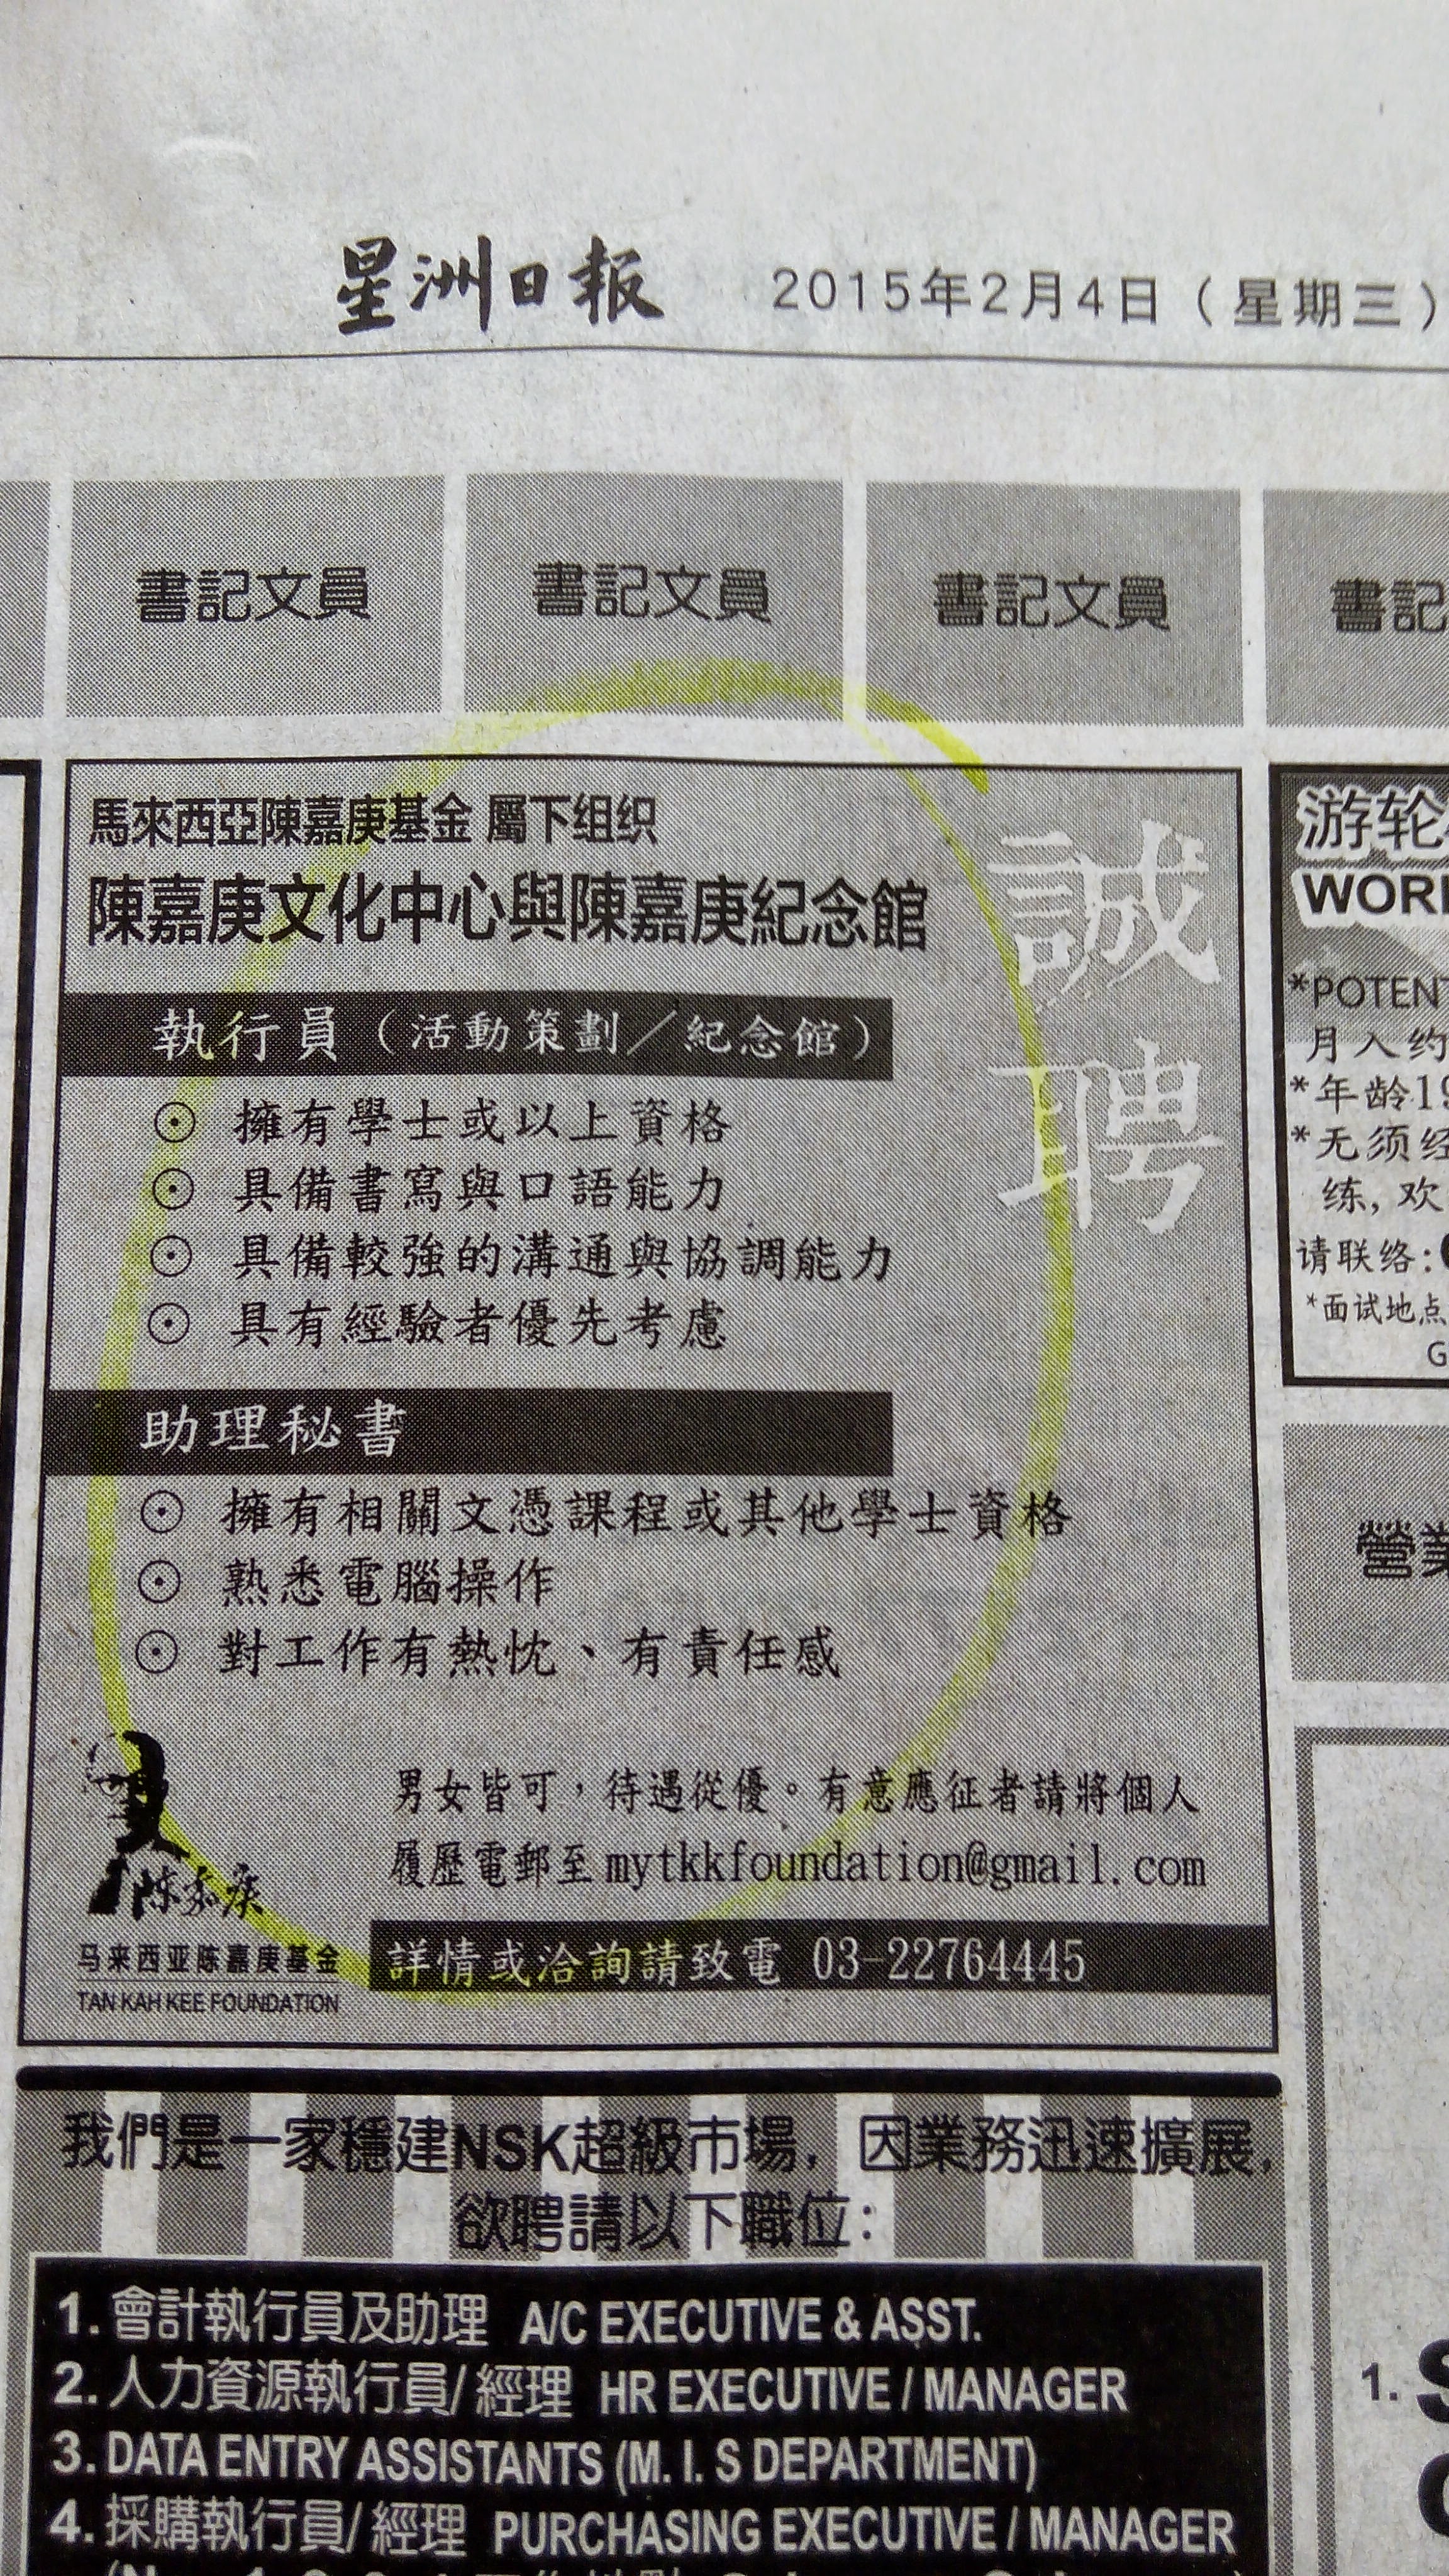 星洲日报 2015年2月4日（星期三）
書記文員 書記文員 書記文員 書記
馬來西亞陳嘉庚基金 屬下组织
陳嘉庚文化中心與陳嘉庚紀念館
誠聘
執行員（活動策劃／紀念館）
⊙ 擁有學士或以上資格
⊙ 具備書寫與口語能力
⊙ 具備較強的溝通與協調能力
⊙ 具有經驗者優先考慮
助理秘書
⊙ 擁有相關文憑課程或其他學士資格
⊙ 熟悉電腦操作
⊙ 對工作有熱忱、有責任感
男女皆可，待遇從優。有意應征者請將個人
履歷電郵至mytkkfoundation@gmail.com
陈嘉庚
马来西亚陈嘉庚基金
TAN KAH KEE FOUNDATION
詳情或洽詢請致電 03-22764445
我們是一家穩建NSK超級市場，因業務迅速擴展，
欲聘請以下職位：
1. 會計執行員及助理 A/C EXECUTIVE & ASST.
2. 人力資源執行員/經理 HR EXECUTIVE / MANAGER
3. DATA ENTRY ASSISTANTS (M. I. S DEPARTMENT)
4. 採購執行員/經理 PURCHASING EXECUTIVE / MANAGER
游轮
WOR
*POTENT
月入约
*年龄19
*无须经
练, 欢
请联络:
*面试地点
G
營業
1. S